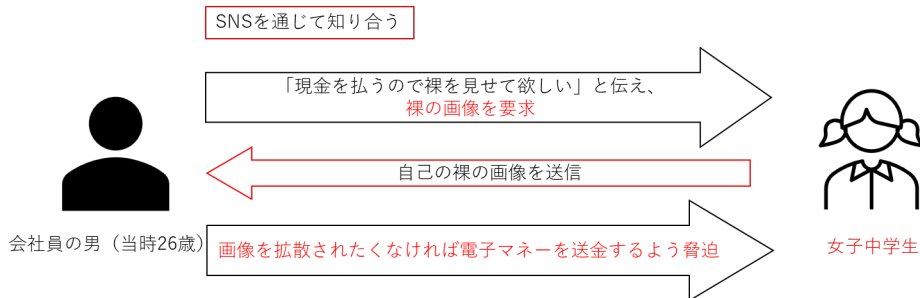 SNSを通じて知り合う
「現金を払うので裸を見せて欲しい」と伝え、
裸の画像を要求
自己の裸の画像を送信
会社員の男（当時26歳）
画像を拡散されたくなければ電子マネーを送金するよう脅迫
女子中学生